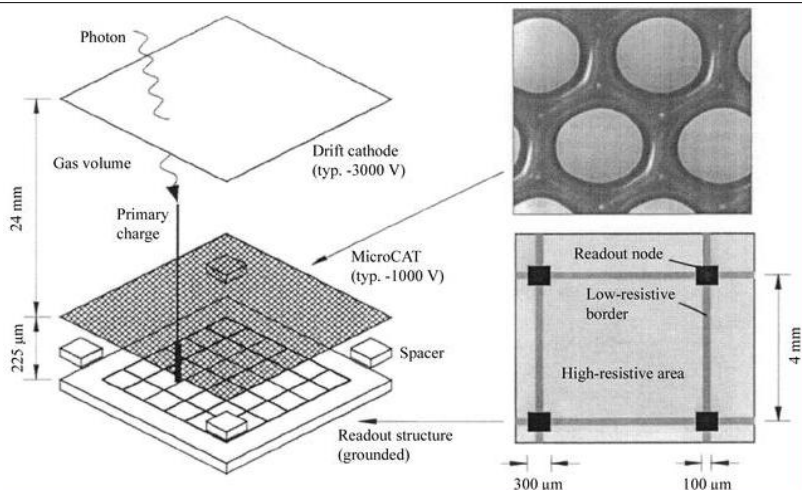 Photon
Drift cathode
(typ. -3000 V)
Gas volume
24 mm
Primary
charge
MicroCAT
(typ. -1000 V)
225 µm
Spacer
Readout structure
(grounded)
Readout node
Low-resistive
border
High-resistive area
4 mm
300 µm
100 µm